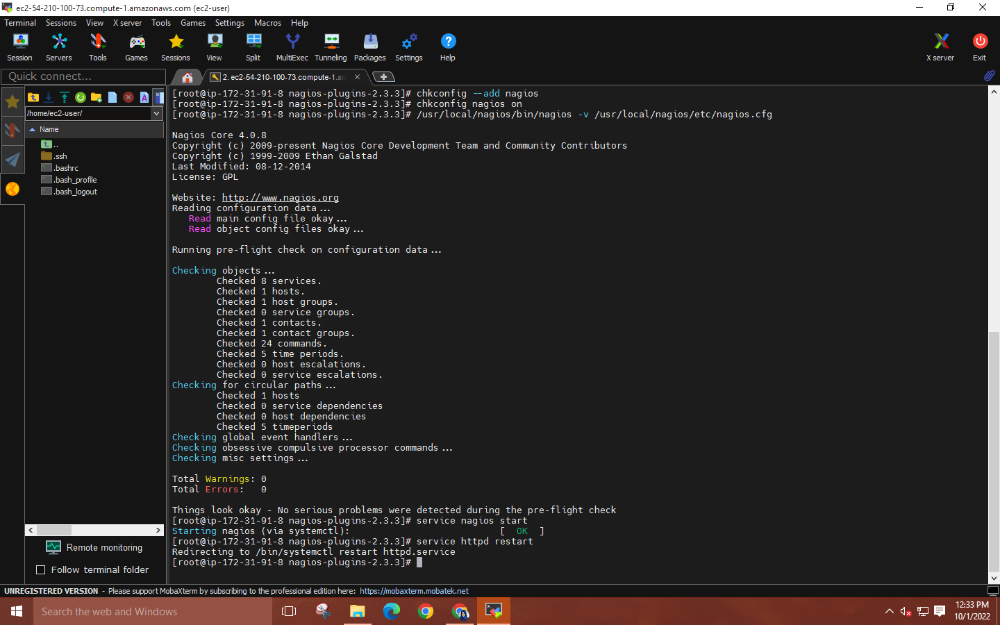 ec2-54-210-100-73.compute-1.amazonaws.com (ec2-user)
Terminal Sessions View X server Tools Games Settings Macros Help
Session Servers Tools Games Sessions View Split MultiExec Tunneling Packages Settings Help X server Exit
Quick connect...
2. ec2-54-210-100-73.compute-1.am
/home/ec2-user/
Name
..
.ssh
.bashrc
.bash_profile
.bash_logout
Remote monitoring
Follow terminal folder
[root@ip-172-31-91-8 nagios-plugins-2.3.3]# chkconfig --add nagios
[root@ip-172-31-91-8 nagios-plugins-2.3.3]# chkconfig nagios on
[root@ip-172-31-91-8 nagios-plugins-2.3.3]# /usr/local/nagios/bin/nagios -v /usr/local/nagios/etc/nagios.cfg
Nagios Core 4.0.8
Copyright (c) 2009-present Nagios Core Development Team and Community Contributors
Copyright (c) 1999-2009 Ethan Galstad
Last Modified: 08-12-2014
License: GPL
Website: http://www.nagios.org
Reading configuration data...
Read main config file okay...
Read object config files okay...
Running pre-flight check on configuration data...
Checking objects...
Checked 8 services.
Checked 1 hosts.
Checked 1 host groups.
Checked 0 service groups.
Checked 1 contacts.
Checked 1 contact groups.
Checked 24 commands.
Checked 5 time periods.
Checked 0 host escalations.
Checked 0 service escalations.
Checking for circular paths...
Checked 1 hosts
Checked 0 service dependencies
Checked 0 host dependencies
Checked 5 timeperiods
Checking global event handlers...
Checking obsessive compulsive processor commands...
Checking misc settings...
Total Warnings: 0
Total Errors: 0
Things look okay - No serious problems were detected during the pre-flight check
[root@ip-172-31-91-8 nagios-plugins-2.3.3]# service nagios start
Starting nagios (via systemctl): [ OK ]
[root@ip-172-31-91-8 nagios-plugins-2.3.3]# service httpd restart
Redirecting to /bin/systemctl restart httpd.service
[root@ip-172-31-91-8 nagios-plugins-2.3.3]#
UNREGISTERED VERSION - Please support MobaXterm by subscribing to the professional edition here: https://mobaxterm.mobatek.net
Search the web and Windows
12:33 PM
10/1/2022